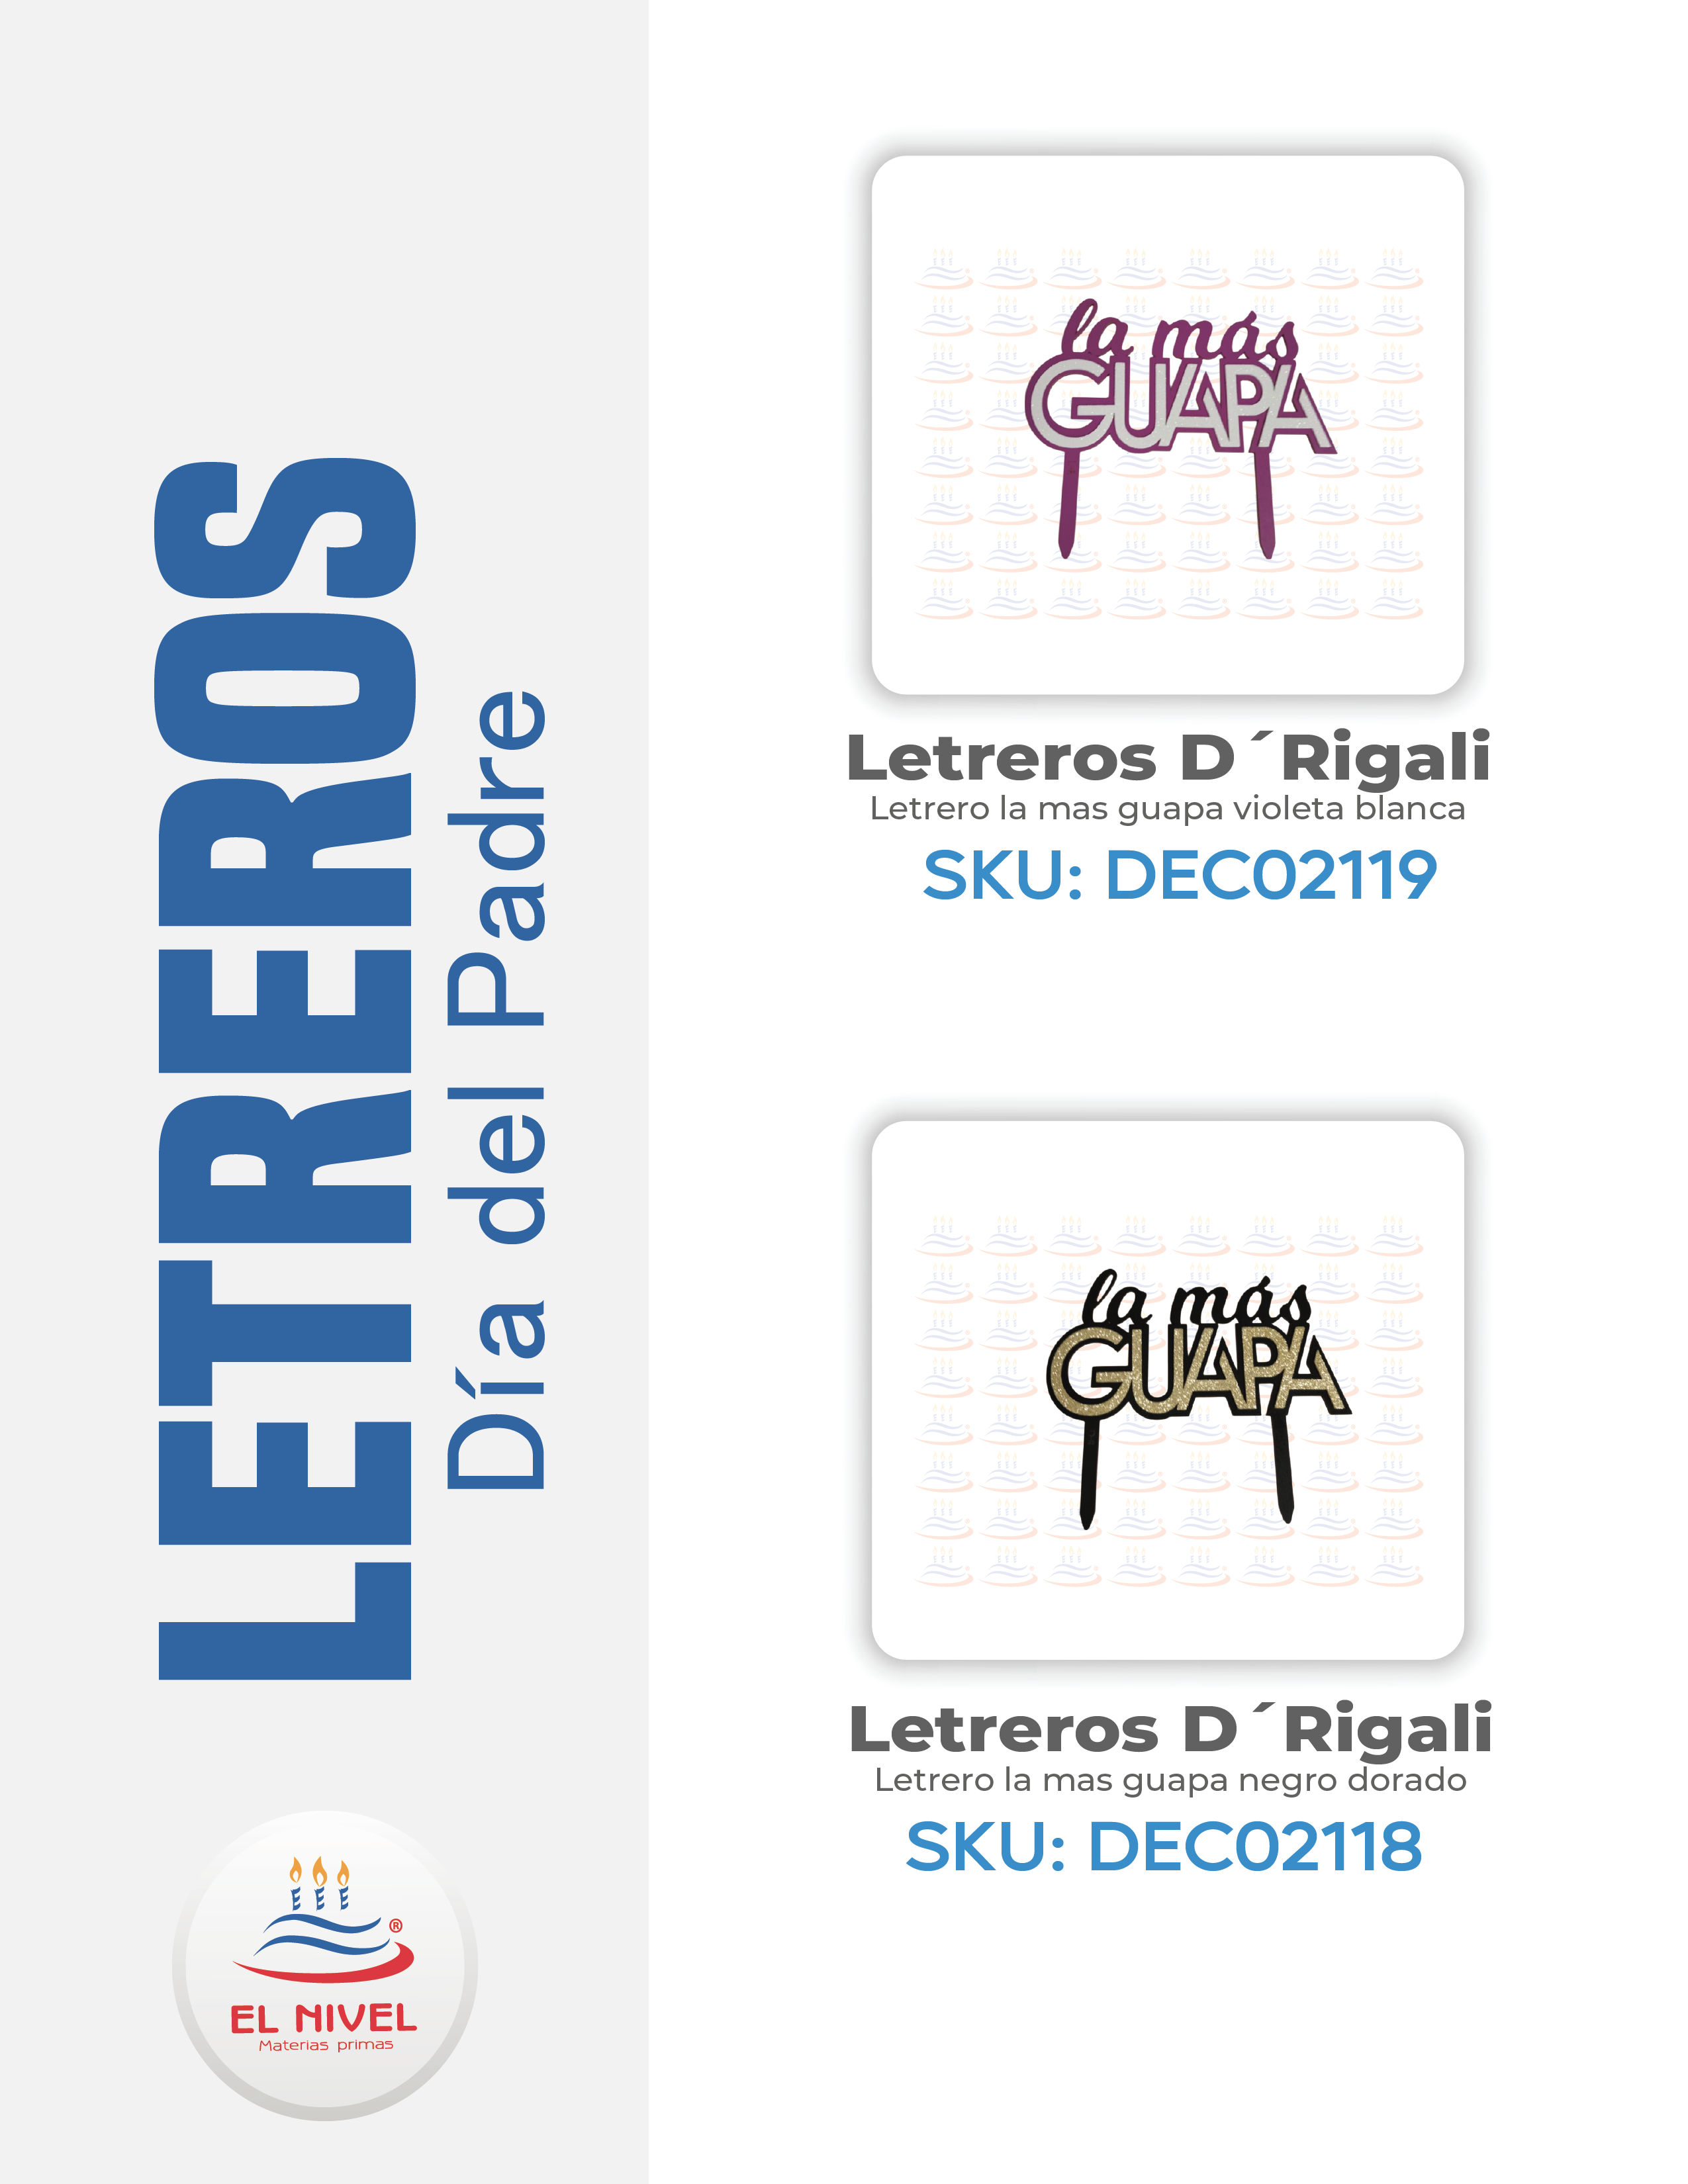 LETREROS
Día del Padre
la más
GUAPA
Letreros D´Rigali
Letrero la mas guapa violeta blanca
SKU: DEC02119
la más
GUAPA
Letreros D´Rigali
Letrero la mas guapa negro dorado
SKU: DEC02118
®
EL NIVEL
Materias primas